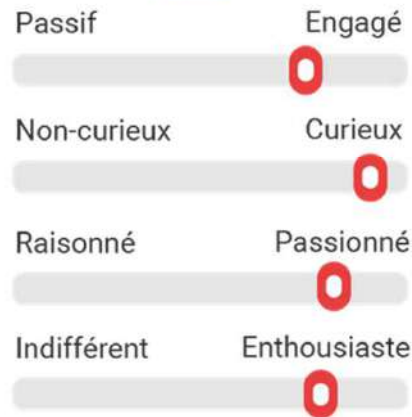 Passif Engagé
Non-curieux Curieux
Raisonné Passionné
Indifférent Enthousiaste